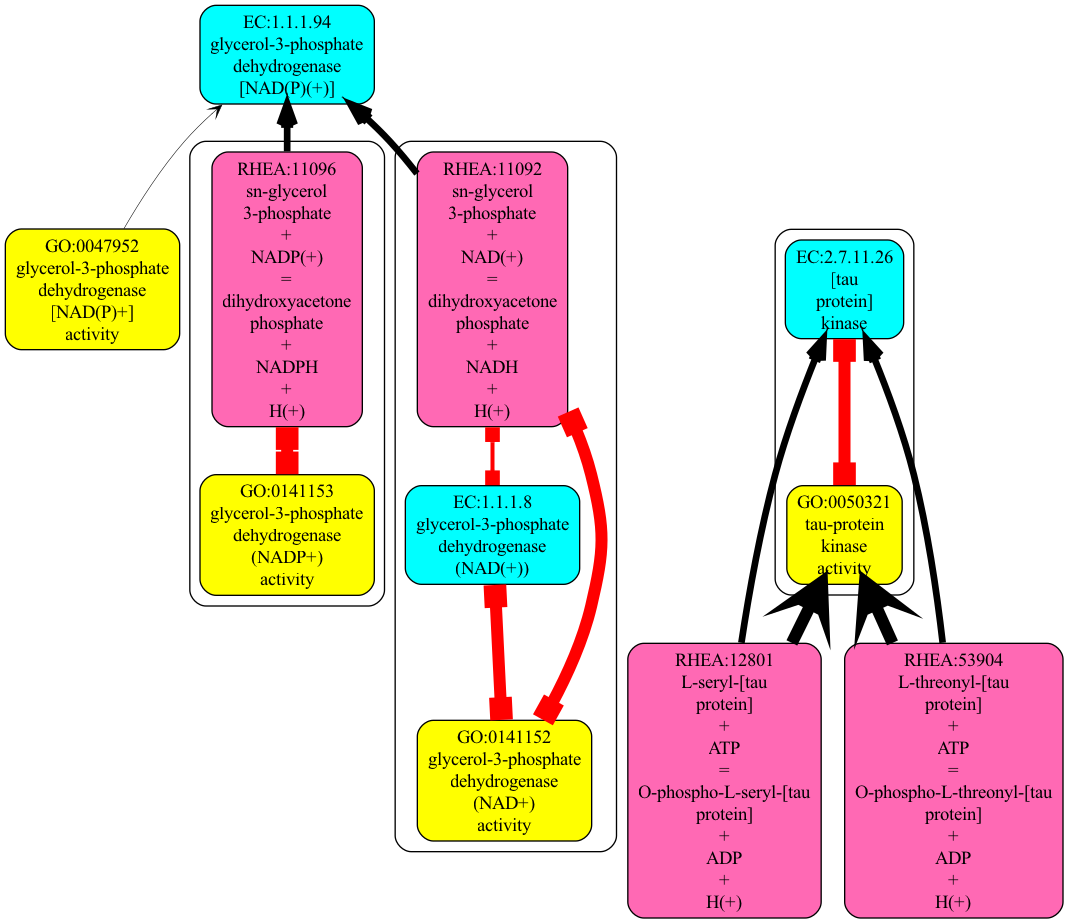 EC:1.1.1.94
glycerol-3-phosphate
dehydrogenase
[NAD(P)(+)]
GO:0047952
glycerol-3-phosphate
dehydrogenase
[NAD(P)+]
activity
RHEA:11096
sn-glycerol
3-phosphate
+
NADP(+)
=
dihydroxyacetone
phosphate
+
NADPH
+
H(+)
RHEA:11092
sn-glycerol
3-phosphate
+
NAD(+)
=
dihydroxyacetone
phosphate
+
NADH
+
H(+)
GO:0141153
glycerol-3-phosphate
dehydrogenase
(NADP+)
activity
EC:1.1.1.8
glycerol-3-phosphate
dehydrogenase
(NAD(+))
GO:0141152
glycerol-3-phosphate
dehydrogenase
(NAD+)
activity
EC:2.7.11.26
[tau
protein]
kinase
GO:0050321
tau-protein
kinase
activity
RHEA:12801
L-seryl-[tau
protein]
+
ATP
=
O-phospho-L-seryl-[tau
protein]
+
ADP
+
H(+)
RHEA:53904
L-threonyl-[tau
protein]
+
ATP
=
O-phospho-L-threonyl-[tau
protein]
+
ADP
+
H(+)